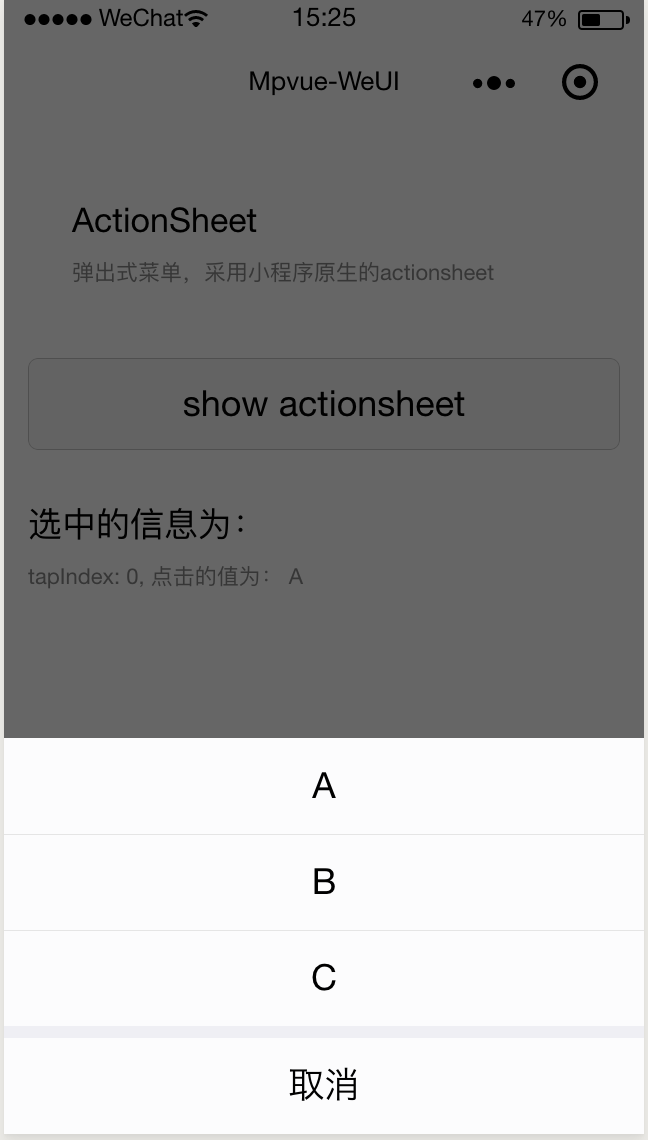 ●●●●● WeChat 15:25 47%
Mpvue-WeUI
ActionSheet
弹出式菜单，采用小程序原生的actionsheet
show actionsheet
选中的信息为：
tapIndex: 0, 点击的值为： A
A
B
C
取消